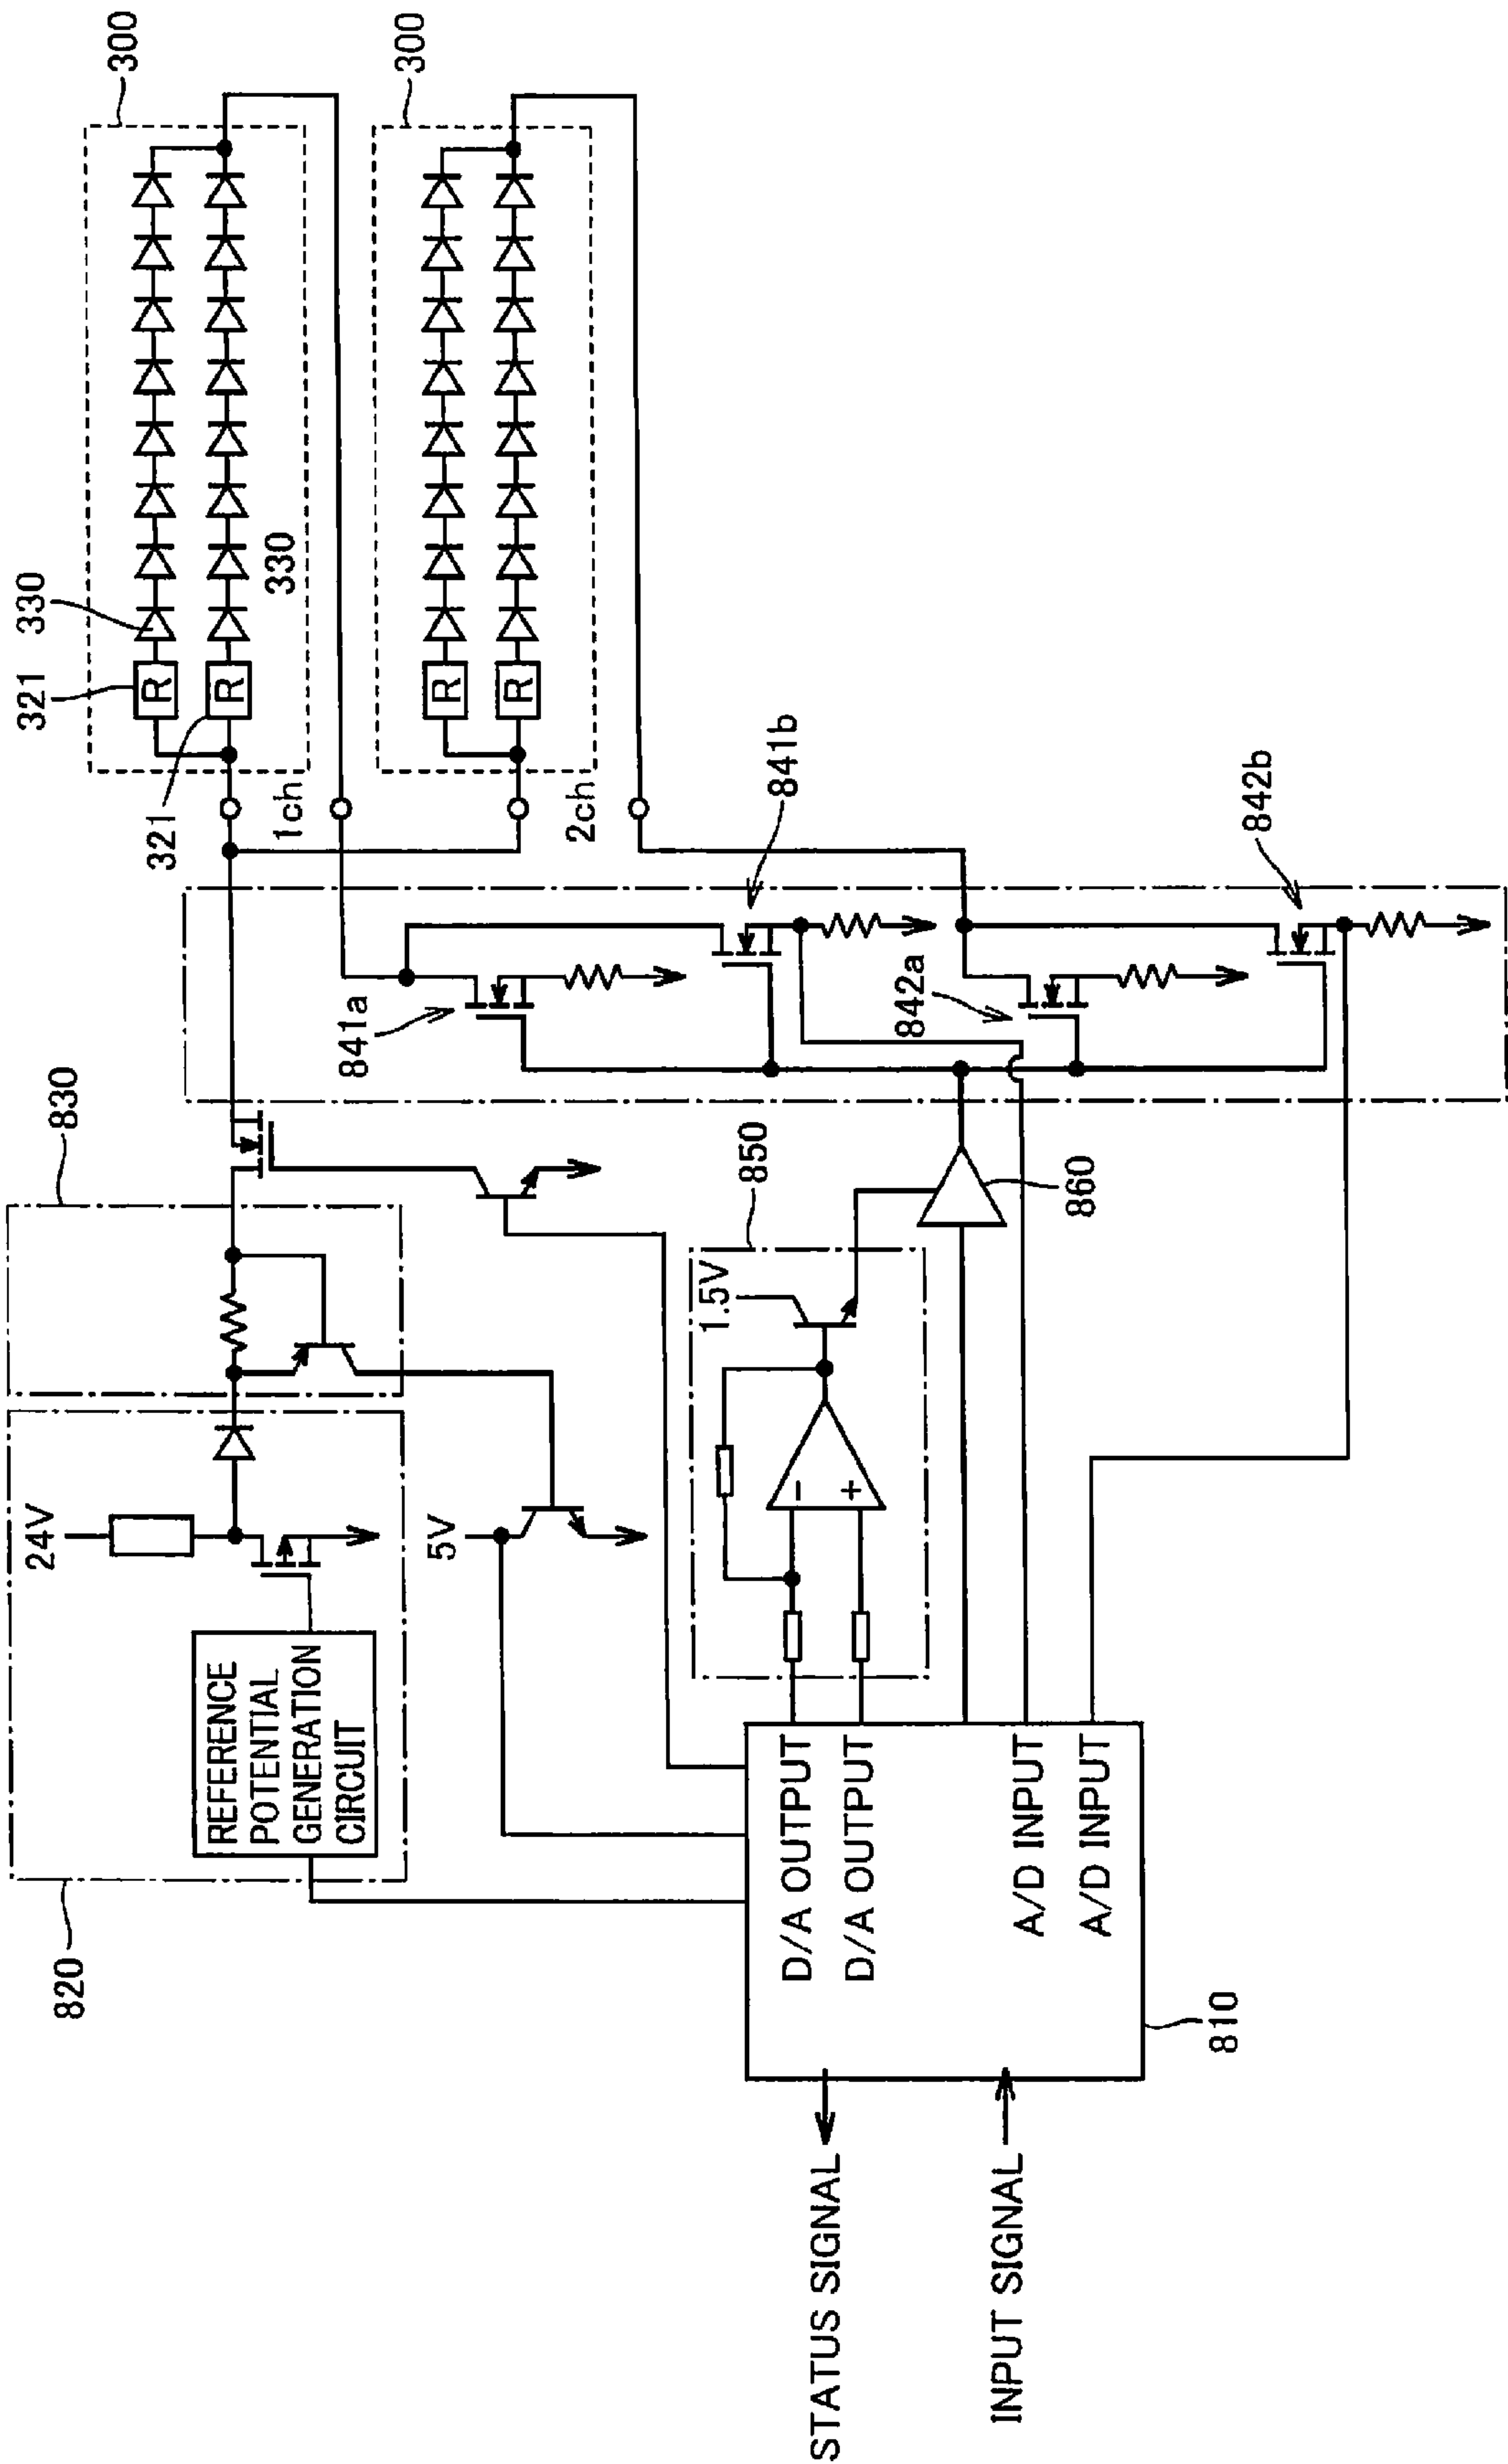 820
830
24V
REFERENCE
POTENTIAL
GENERATION
CIRCUIT
5V
321
330
300
R
R
330
321
1ch
300
R
R
2ch
841a
841b
842a
842b
850
1.5V
−
+
860
D/A OUTPUT
D/A OUTPUT
A/D INPUT
A/D INPUT
810
STATUS SIGNAL
INPUT SIGNAL